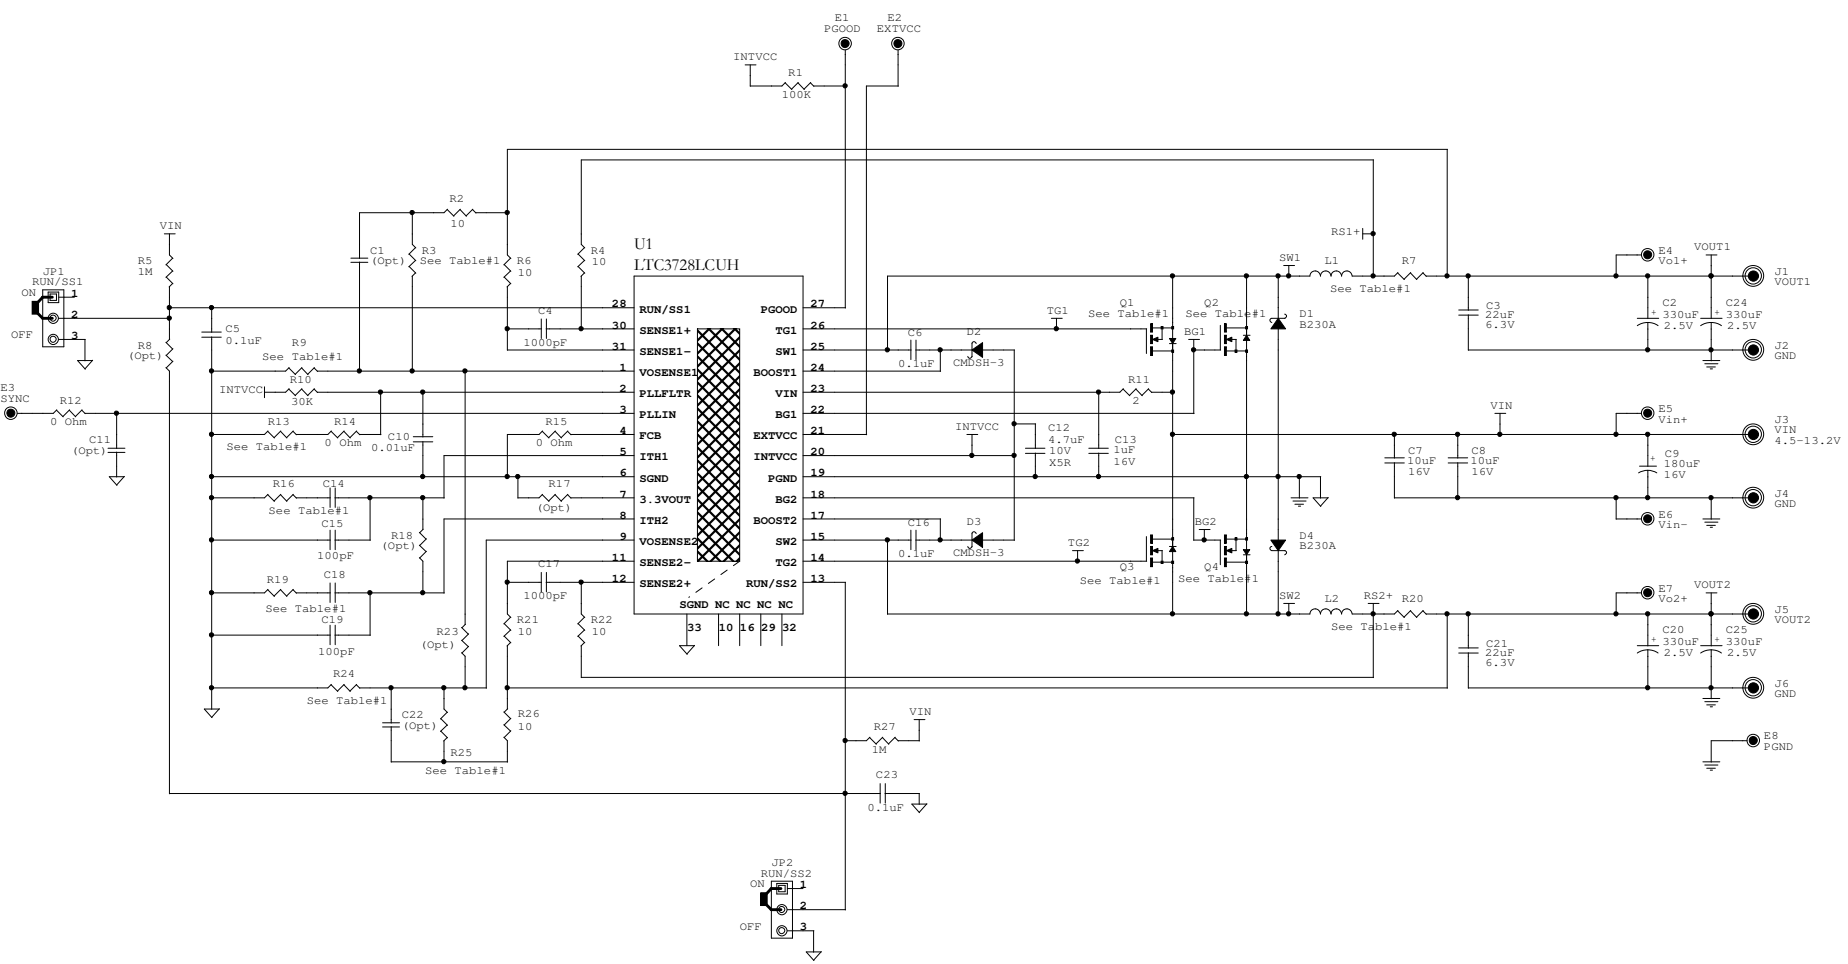 E1
PGOOD
E2
EXTVCC
INTVCC
R1
100K
VIN
R5
1M
JP1
RUN/SS1
ON
1
2
OFF
3
R8
(Opt)
C5
0.1uF
C1
(Opt)
R2
10
R3
See Table#1
R6
10
R4
10
C4
1000pF
R9
See Table#1
INTVCC
R10
30K
E3
SYNC
R12
0 Ohm
C11
(Opt)
R13
See Table#1
R14
0 Ohm
C10
0.01uF
R15
0 Ohm
R16
C14
See Table#1
C15
100pF
R17
(Opt)
R18
(Opt)
R19
C18
See Table#1
C19
100pF
C17
1000pF
R21
10
R22
10
R23
(Opt)
R24
See Table#1
C22
(Opt)
R25
See Table#1
R26
10
U1
LTC3728LCUH
28 RUN/SS1
30 SENSE1+
31 SENSE1-
1 VOSENSE1
2 PLLFLTR
3 PLLIN
4 FCB
5 ITH1
6 SGND
7 3.3VOUT
8 ITH2
9 VOSENSE2
11 SENSE2-
12 SENSE2+
PGOOD 27
TG1 26
SW1 25
BOOST1 24
VIN 23
BG1 22
EXTVCC 21
INTVCC 20
PGND 19
BG2 18
BOOST2 17
SW2 15
TG2 14
RUN/SS2 13
SGND NC NC NC NC
33 10 16 29 32
C6
0.1uF
D2
CMDSH-3
TG1
Q1
See Table#1
Q2
See Table#1
BG1
D1
B230A
SW1
L1
RS1+
R7
See Table#1
E4
Vo1+
VOUT1
J1
VOUT1
C3
22uF
6.3V
C2
330uF
2.5V
C24
330uF
2.5V
J2
GND
R11
2
INTVCC
C12
4.7uF
10V
X5R
C13
1uF
16V
VIN
E5
Vin+
J3
VIN
4.5-13.2V
C7
10uF
16V
C8
10uF
16V
C9
180uF
16V
J4
GND
E6
Vin-
C16
0.1uF
D3
CMDSH-3
TG2
Q3
See Table#1
BG2
Q4
See Table#1
D4
B230A
SW2
L2
RS2+
R20
See Table#1
E7
Vo2+
VOUT2
J5
VOUT2
C21
22uF
6.3V
C20
330uF
2.5V
C25
330uF
2.5V
J6
GND
E8
PGND
VIN
R27
1M
C23
0.1uF
JP2
RUN/SS2
ON
1
2
OFF
3